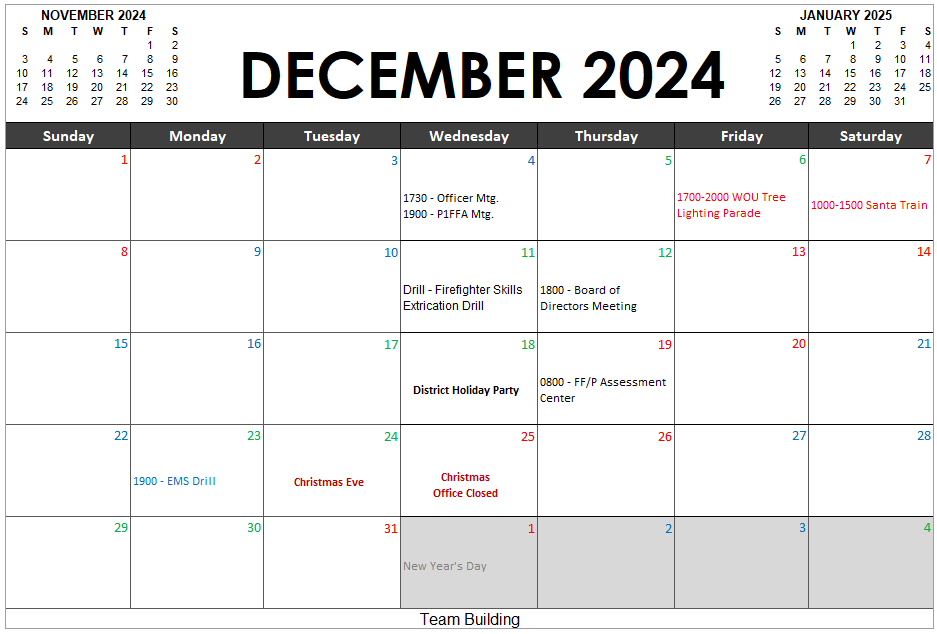 NOVEMBER 2024
S M T W T F S
1 2
3 4 5 6 7 8 9
10 11 12 13 14 15 16
17 18 19 20 21 22 23
24 25 26 27 28 29 30
DECEMBER 2024
JANUARY 2025
S M T W T F S
1 2 3 4
5 6 7 8 9 10 11
12 13 14 15 16 17 18
19 20 21 22 23 24 25
26 27 28 29 30 31
Sunday Monday Tuesday Wednesday Thursday Friday Saturday
1 2 3 4 5 6 7
1730 - Officer Mtg.
1900 - P1FFA Mtg.
1700-2000 WOU Tree
Lighting Parade
1000-1500 Santa Train
8 9 10 11 12 13 14
Drill - Firefighter Skills
Extrication Drill
1800 - Board of
Directors Meeting
15 16 17 18 19 20 21
District Holiday Party
0800 - FF/P Assessment
Center
22 23 24 25 26 27 28
1900 - EMS Drill
Christmas Eve
Christmas
Office Closed
29 30 31 1 2 3 4
New Year's Day
Team Building